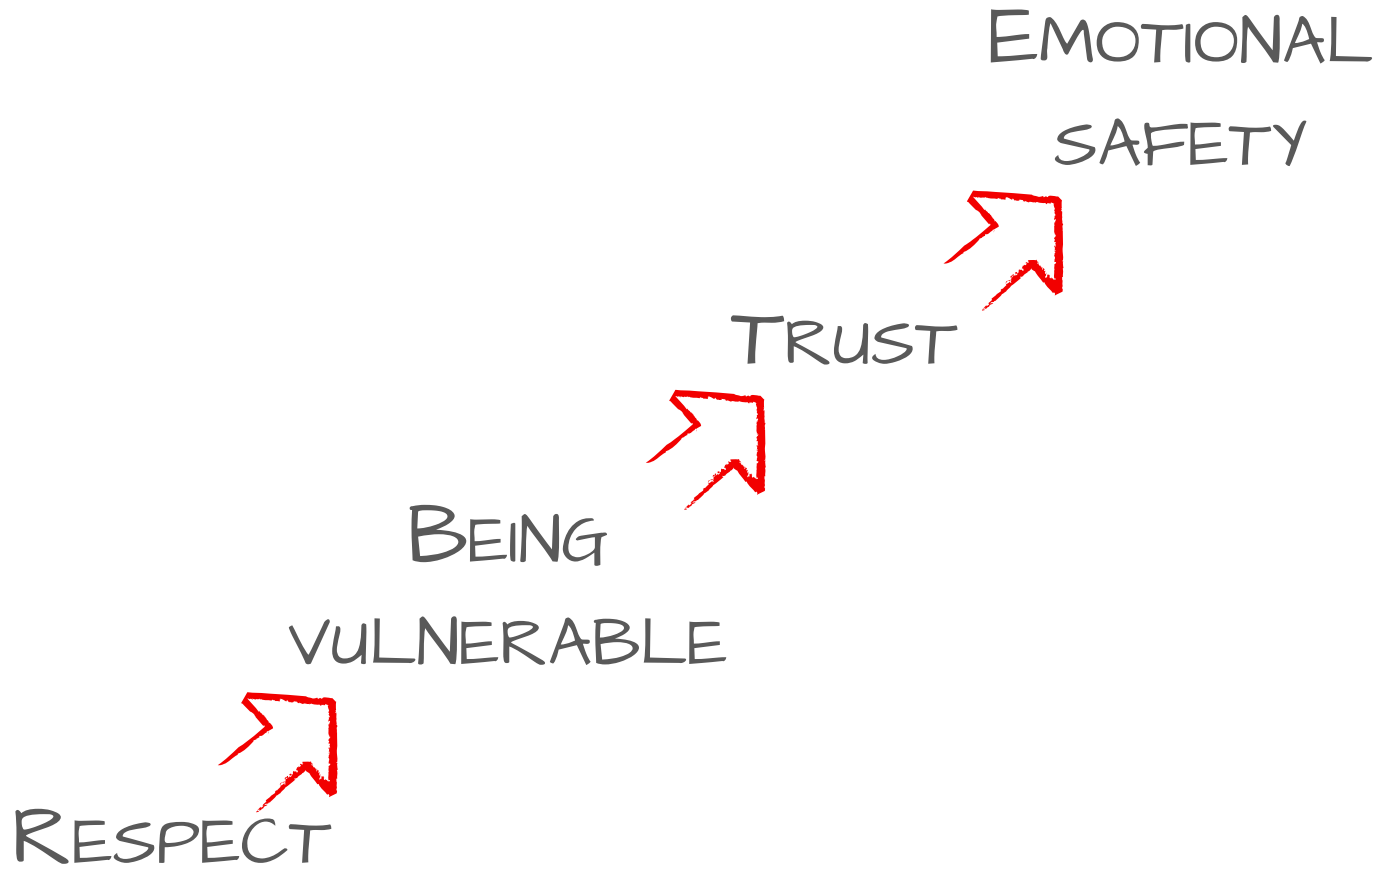 Emotional
safety
Trust
Being
vulnerable
Respect